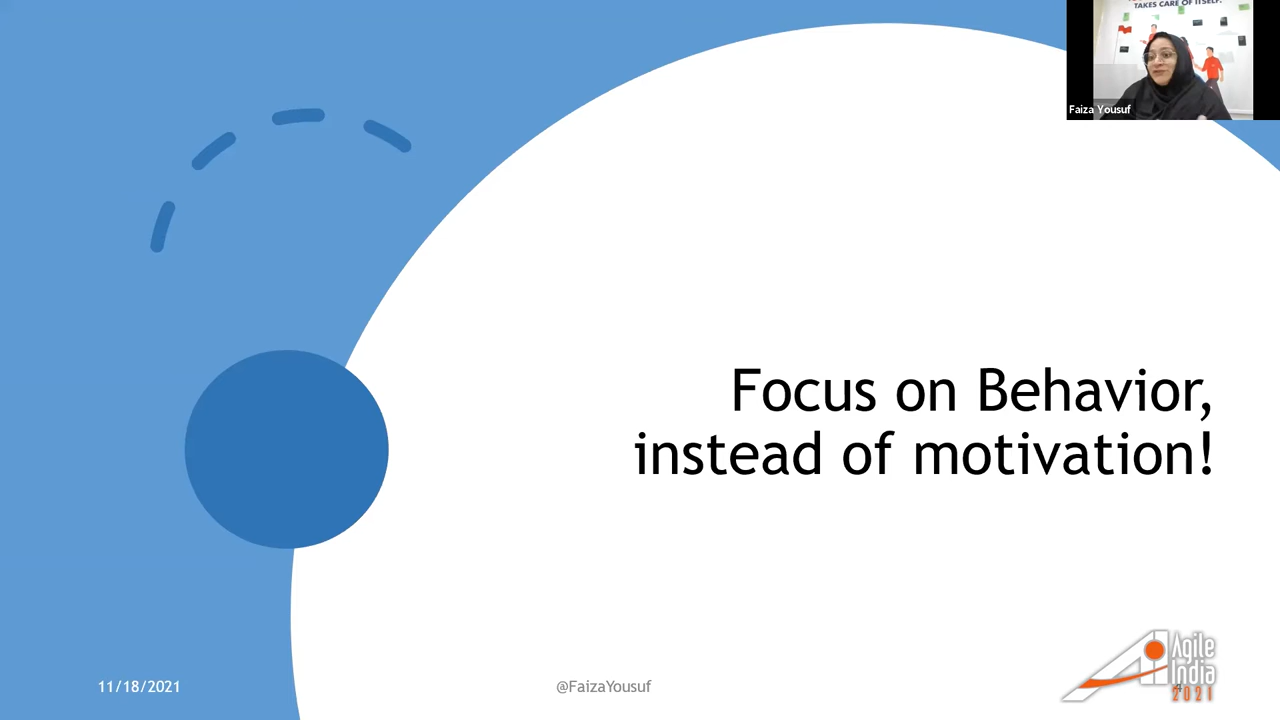 TAKES CARE OF ITSELF.
Faiza Yousuf
Focus on Behavior,
instead of motivation!
11/18/2021
@FaizaYousuf
Agile
India
2021
4